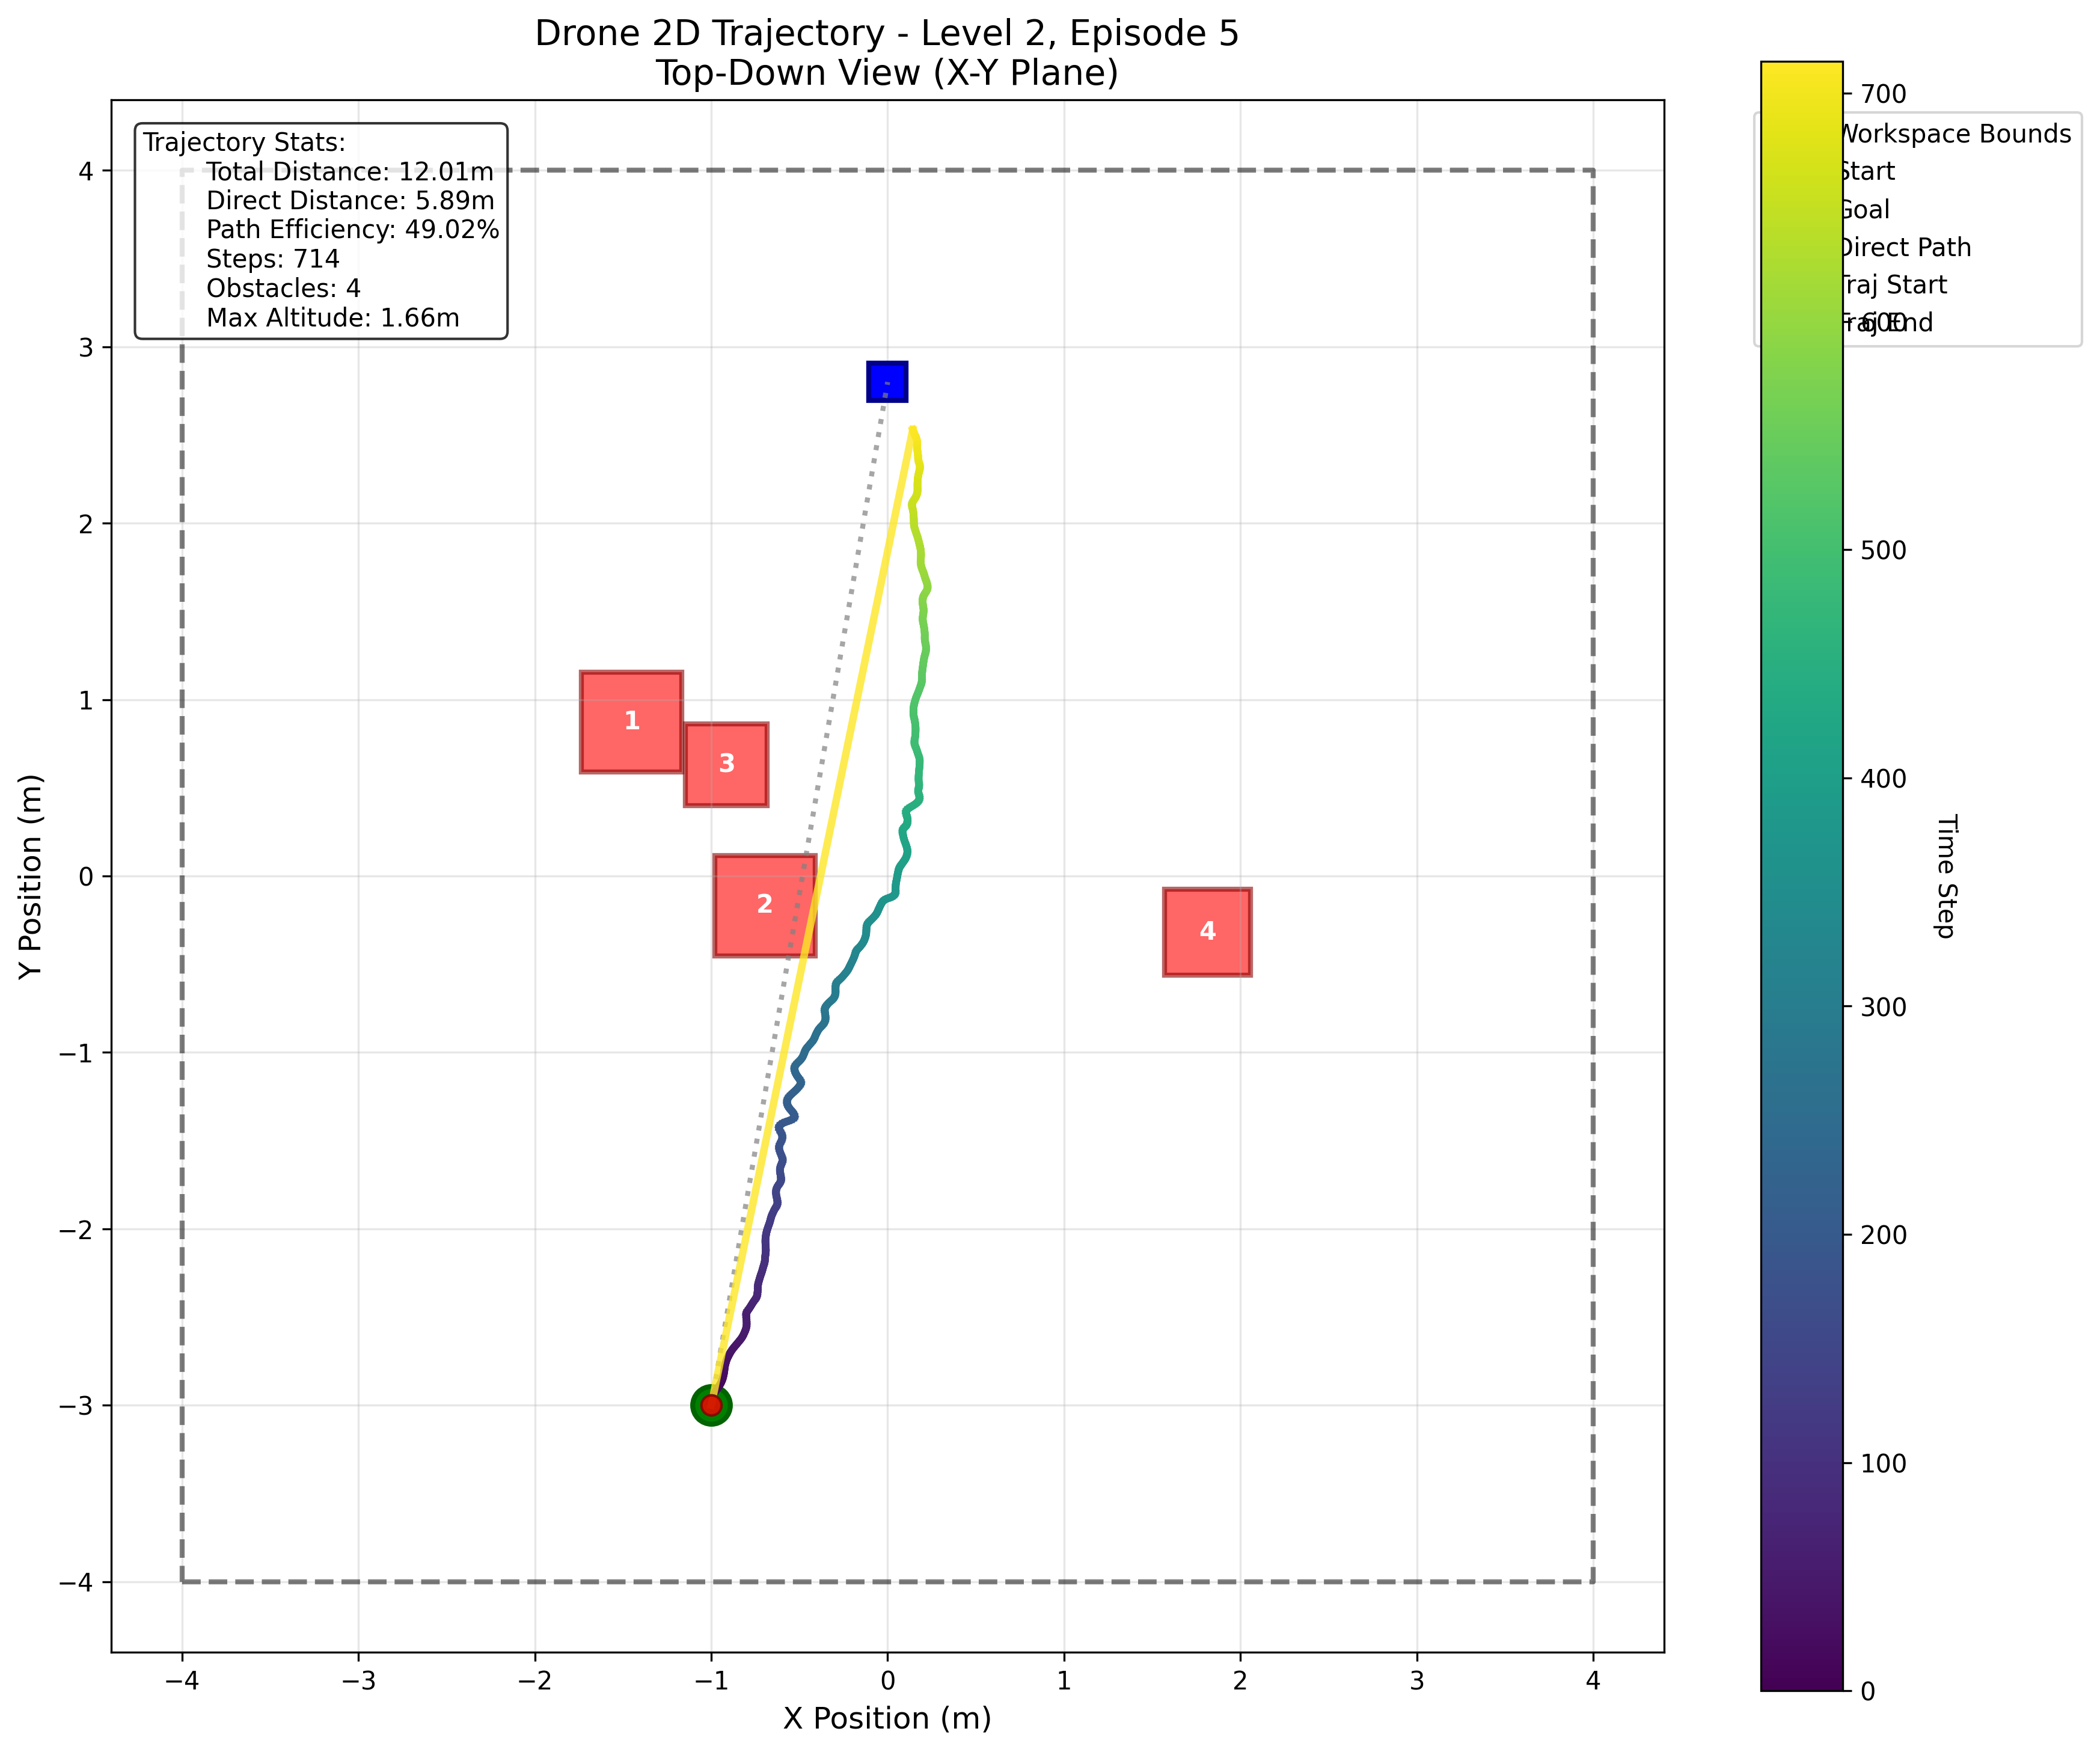 Drone 2D Trajectory - Level 2, Episode 5
Top-Down View (X-Y Plane)
Trajectory Stats:
Total Distance: 12.01m
Direct Distance: 5.89m
Path Efficiency: 49.02%
Steps: 714
Obstacles: 4
Max Altitude: 1.66m
4
3
2
1
0
−1
−2
−3
−4
Y Position (m)
1
3
2
4
−4
−3
−2
−1
0
1
2
3
4
X Position (m)
Workspace Bounds
Start
Goal
Direct Path
Traj Start
Traj End
700
600
500
400
300
200
100
0
Time Step